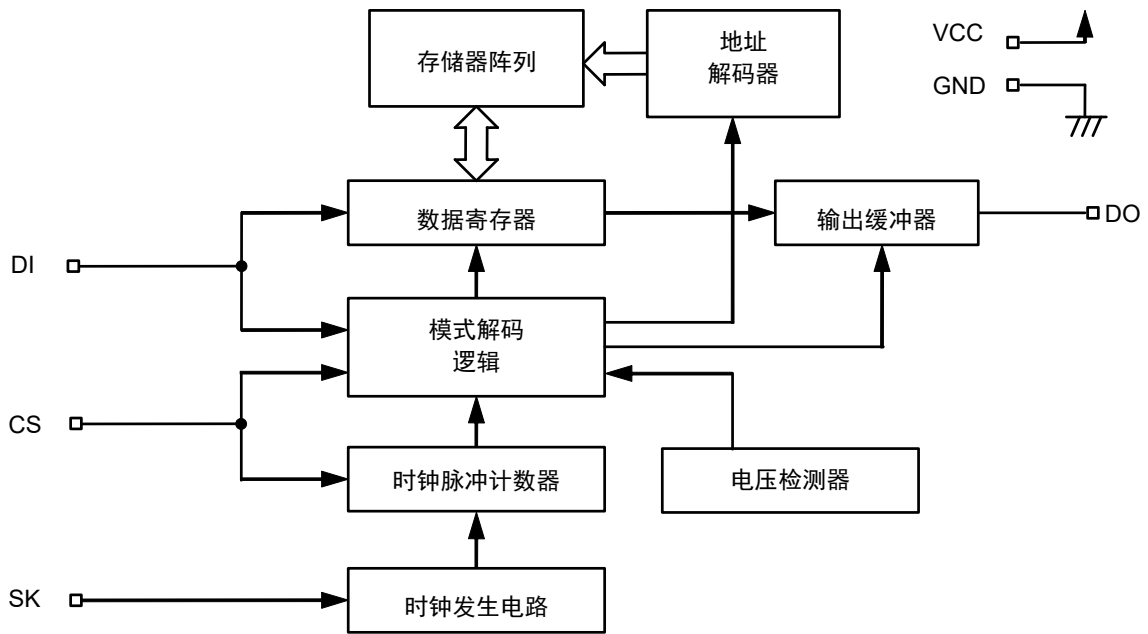 存储器阵列
地址
解码器
VCC
GND
数据寄存器
输出缓冲器
DO
DI
模式解码
逻辑
CS
时钟脉冲计数器
电压检测器
SK
时钟发生电路